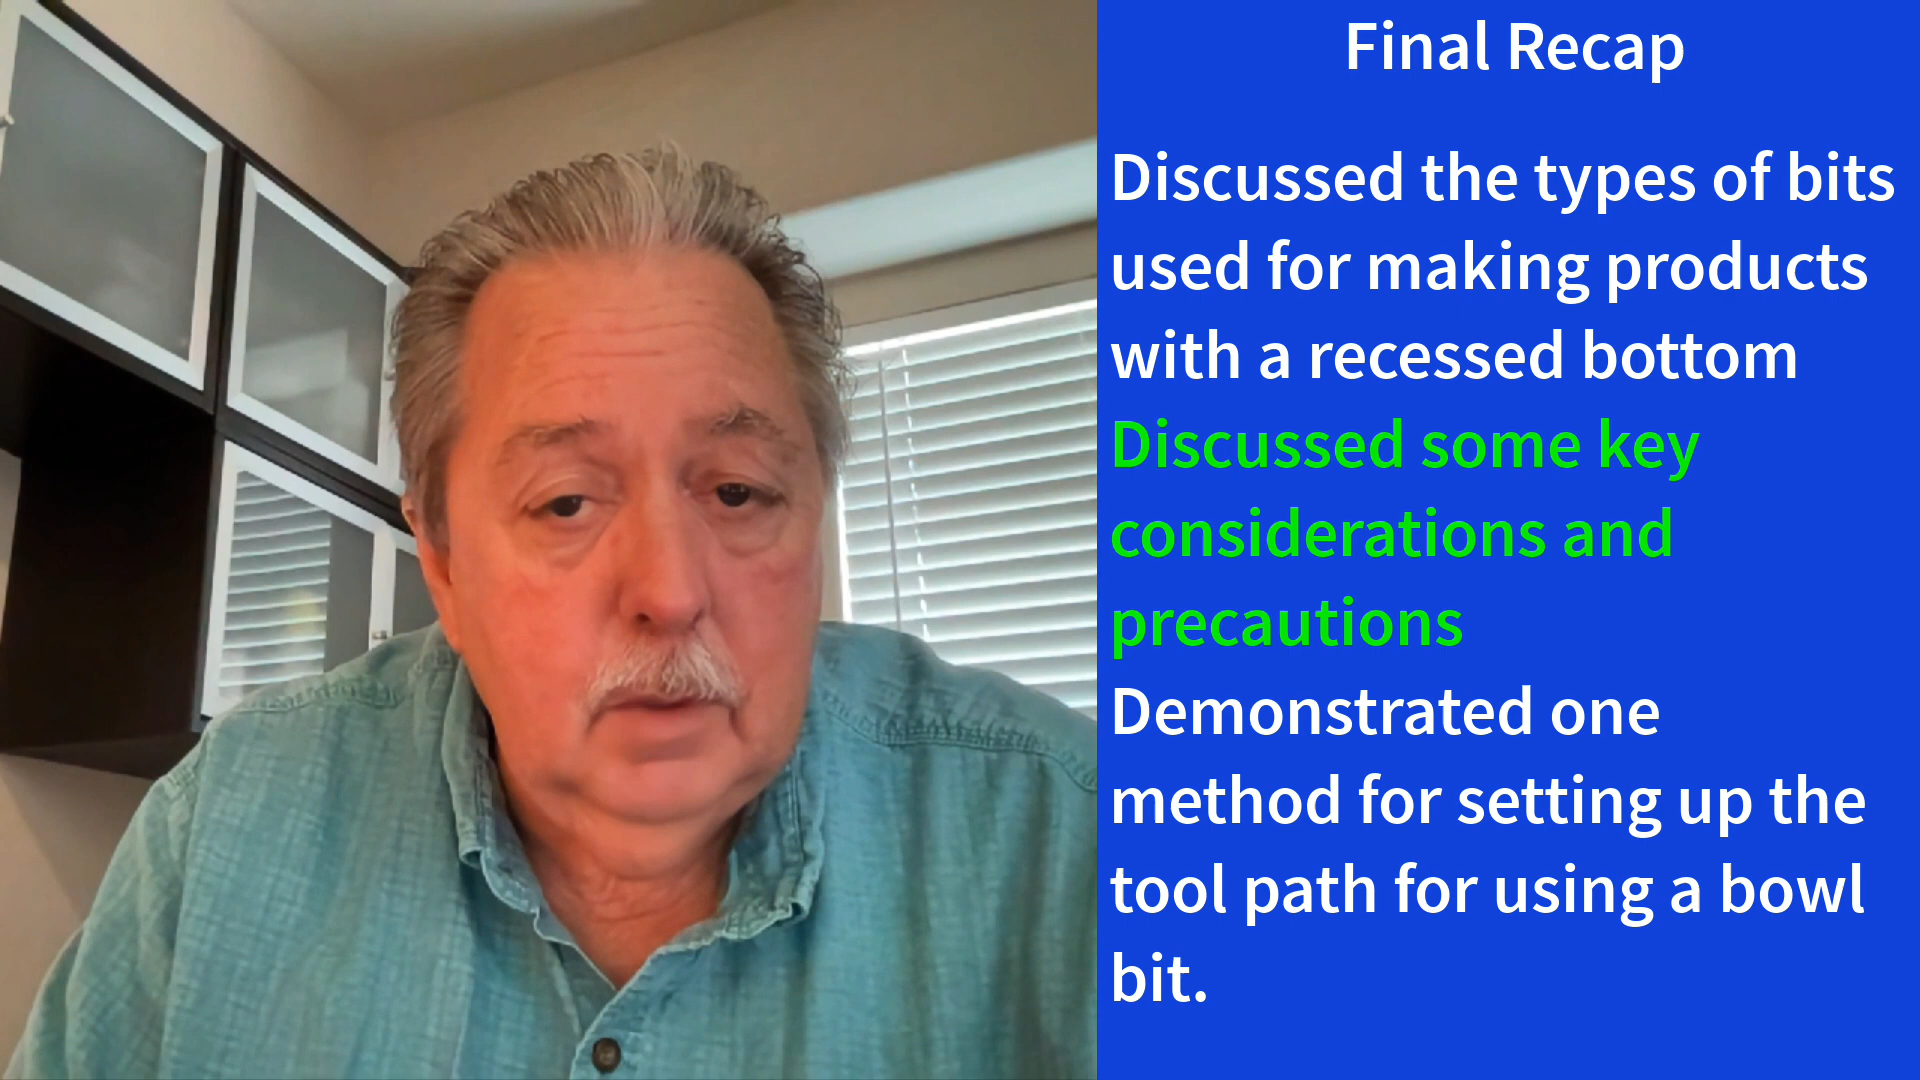 Final Recap
Discussed the types of bits
used for making products
with a recessed bottom
Discussed some key
considerations and
precautions
Demonstrated one
method for setting up the
tool path for using a bowl
bit.